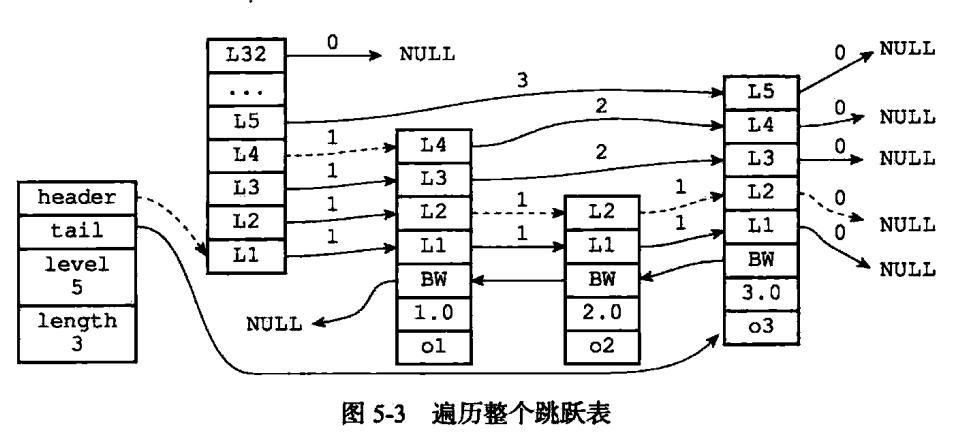 L32 0 NULL
...
L5 3 L5 0 NULL
L4 1 L4 2 L4 0 NULL
L3 1 L3 2 L3 0 NULL
L2 1 L2 1 L2 1 L2 0 NULL
L1 1 L1 1 L1 1 L1 0 NULL
header
tail
level
5
length
3
NULL BW BW BW
1.0 2.0 3.0
o1 o2 o3
图 5-3 遍历整个跳跃表